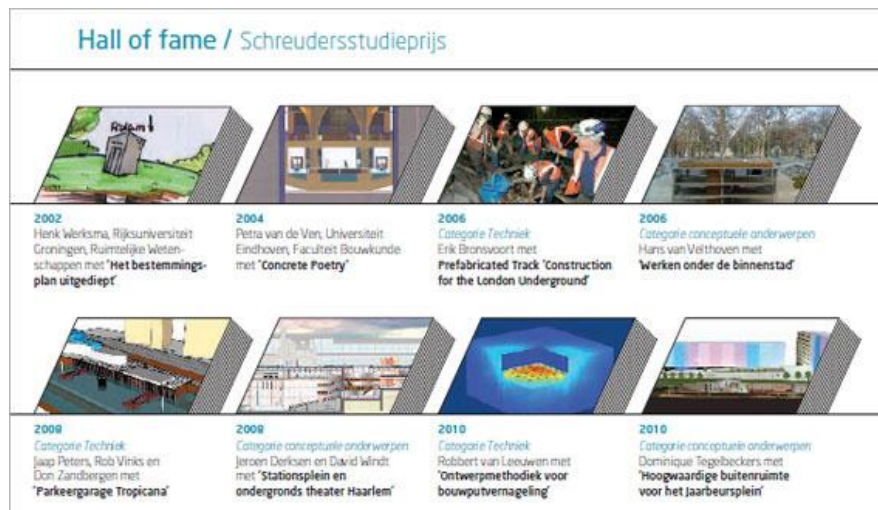 Hall of fame / Schreudersstudieprijs
2002
Henk Werksma, Rijksuniversiteit
Groningen, Ruimtelijke Weten-
schappen met 'Het bestemmings-
plan uitgediept'
2004
Petra van de Ven, Universiteit
Eindhoven, Faculteit Bouwkunde
met 'Concrete Poetry'
2006
Categorie Techniek
Erik Bronsvoort met
Prefabricated Track 'Construction
for the London Underground'
2006
Categorie conceptuele onderwerpen
Hans van Velthoven met
'Werken onder de binnenstad'
2008
Categorie Techniek
Jaap Peters, Rob Vinks en
Don Zandbergen met
'Parkeergarage Tropicana'
2008
Categorie conceptuele onderwerpen
Jeroen Derksen en David Windt
met 'Stationsplein en
ondergronds theater Haarlem'
2010
Categorie Techniek
Robbert van Leeuwen met
'Ontwerpmethodiek voor
bouwputvernageling'
2010
Categorie conceptuele onderwerpen
Dominique Tegelbeckers met
'Hoogwaardige buitenruimte
voor het Jaarbeursplein'